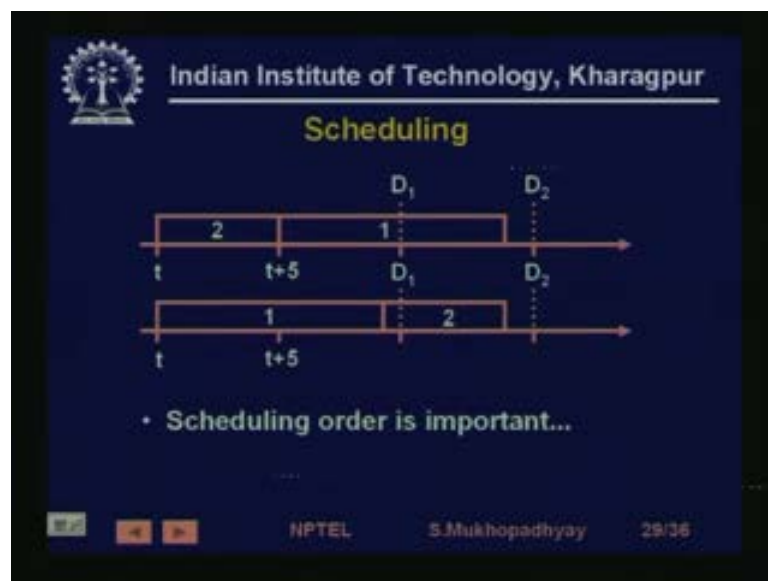 Indian Institute of Technology, Kharagpur
Scheduling
D₁ D₂
2 1
t t+5 D₁ D₂
1 2
t t+5
• Scheduling order is important...
NPTEL S.Mukhopadhyay 29/36